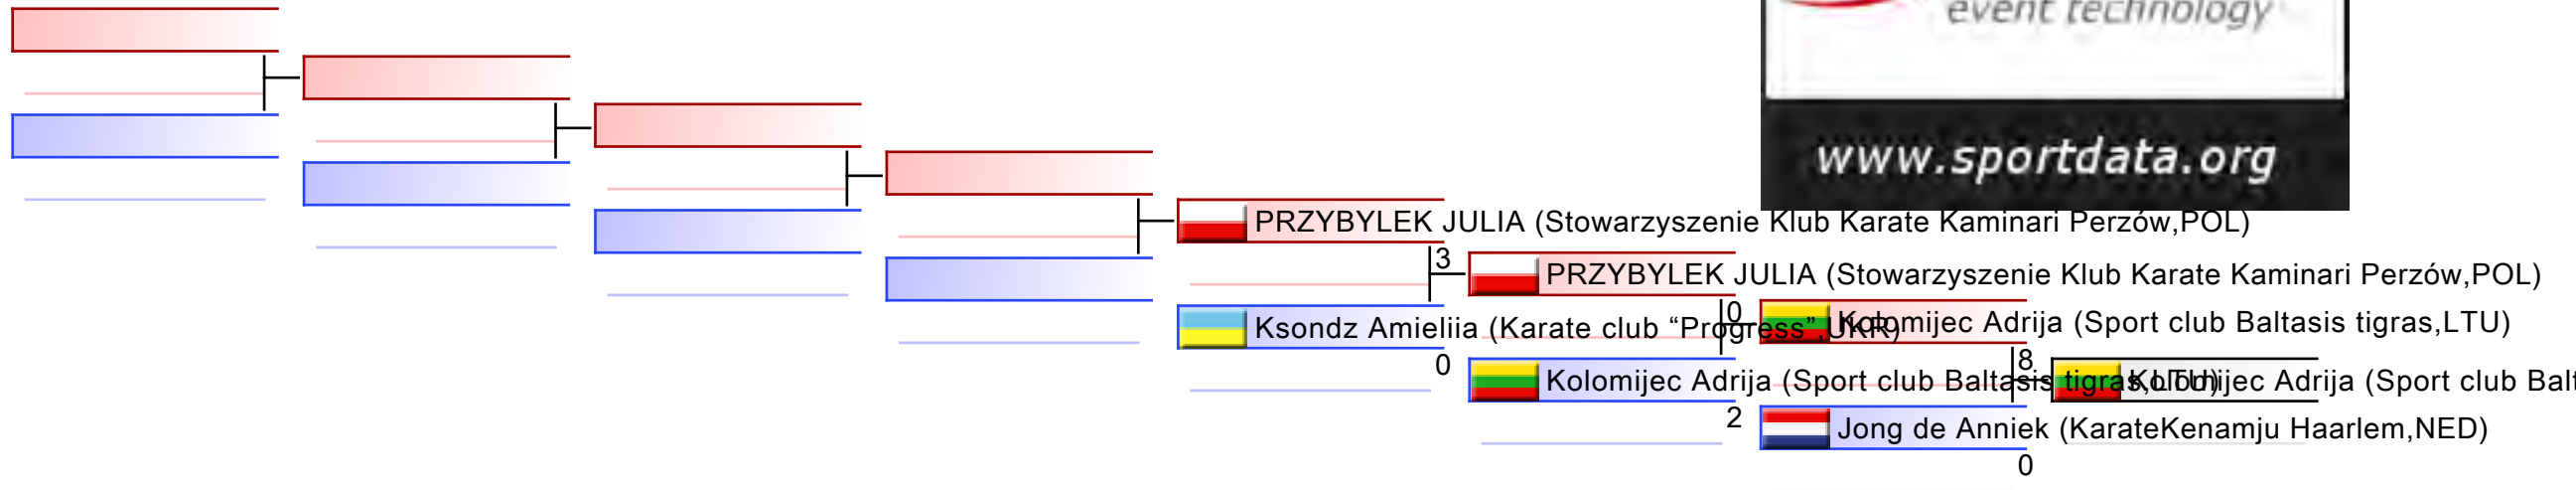 event technology
www.sportdata.org
PRZYBYLEK JULIA (Stowarzyszenie Klub Karate Kaminari Perzów,POL)
3
PRZYBYLEK JULIA (Stowarzyszenie Klub Karate Kaminari Perzów,POL)
0
Kolomijec Adrija (Sport club Baltasis tigras,LTU)
Ksondz Amieliia (Karate club “Progress”,UKR)
0
8
Kolomijec Adrija (Sport club Baltasis tigras,LTU)
Kolomijec Adrija (Sport club Balt
2
Jong de Anniek (KarateKenamju Haarlem,NED)
0